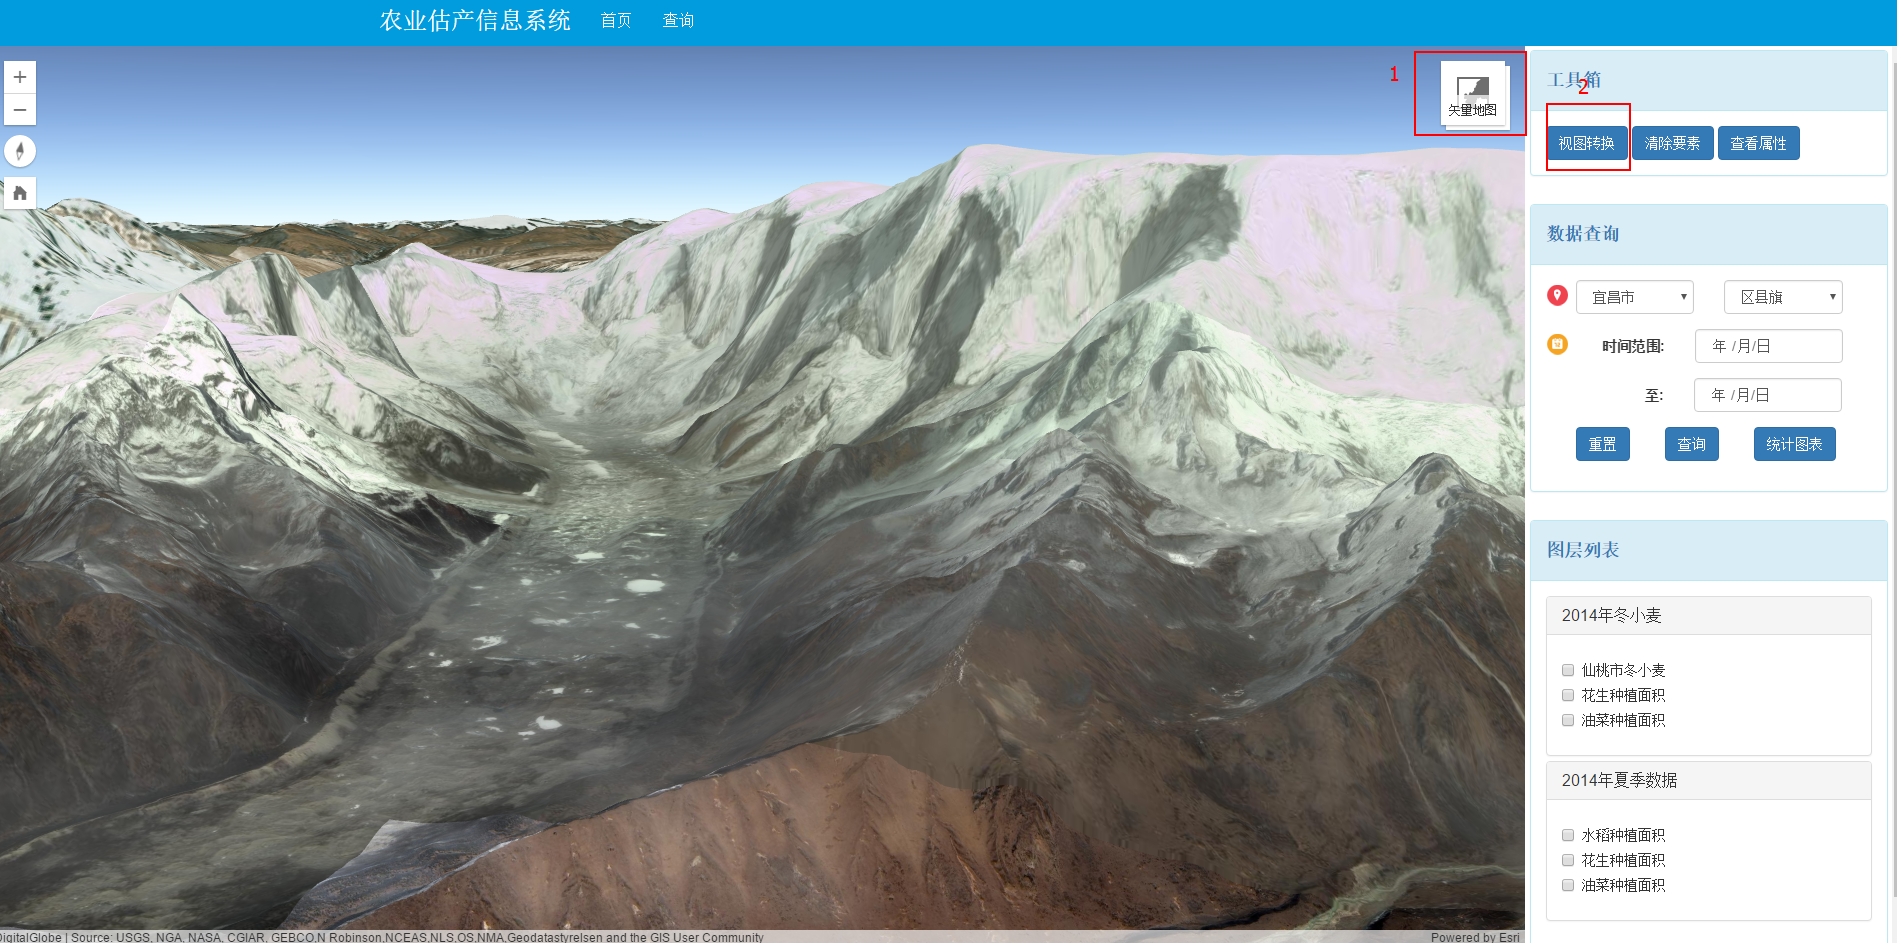 农业估产信息系统 首页 查询
1
矢量地图
工具箱
2
视图转换 清除要素 查看属性
数据查询
宜昌市 区县旗
时间范围: 年 /月/日
至: 年 /月/日
重置 查询 统计图表
图层列表
2014年冬小麦
仙桃市冬小麦
花生种植面积
油菜种植面积
2014年夏季数据
水稻种植面积
花生种植面积
油菜种植面积
DigitalGlobe | Source: USGS, NGA, NASA, CGIAR, GEBCO,N Robinson,NCEAS,NLS,OS,NMA,Geodatastyrelsen and the GIS User Community
Powered by Esri